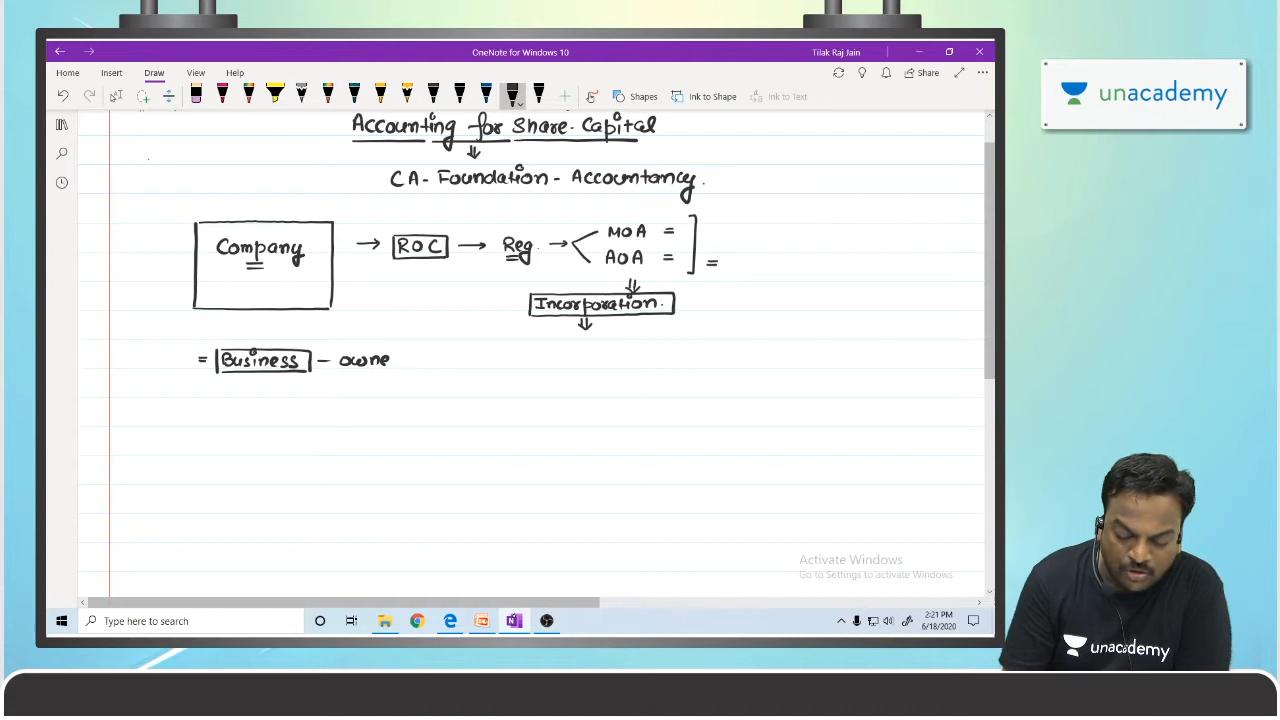 OneNote for Windows 10
Tilak Raj Jain
Home Insert Draw View Help
Share
Shapes Ink to Shape Ink to Text
Accounting for Share Capital
CA - Foundation - Accountancy.
Company → ROC → Reg. → MOA =
AOA = ] =
Incorporation.
= Business - owne
Activate Windows
Go to Settings to activate Windows.
Type here to search
2:21 PM
6/18/2020
unacademy
unacademy